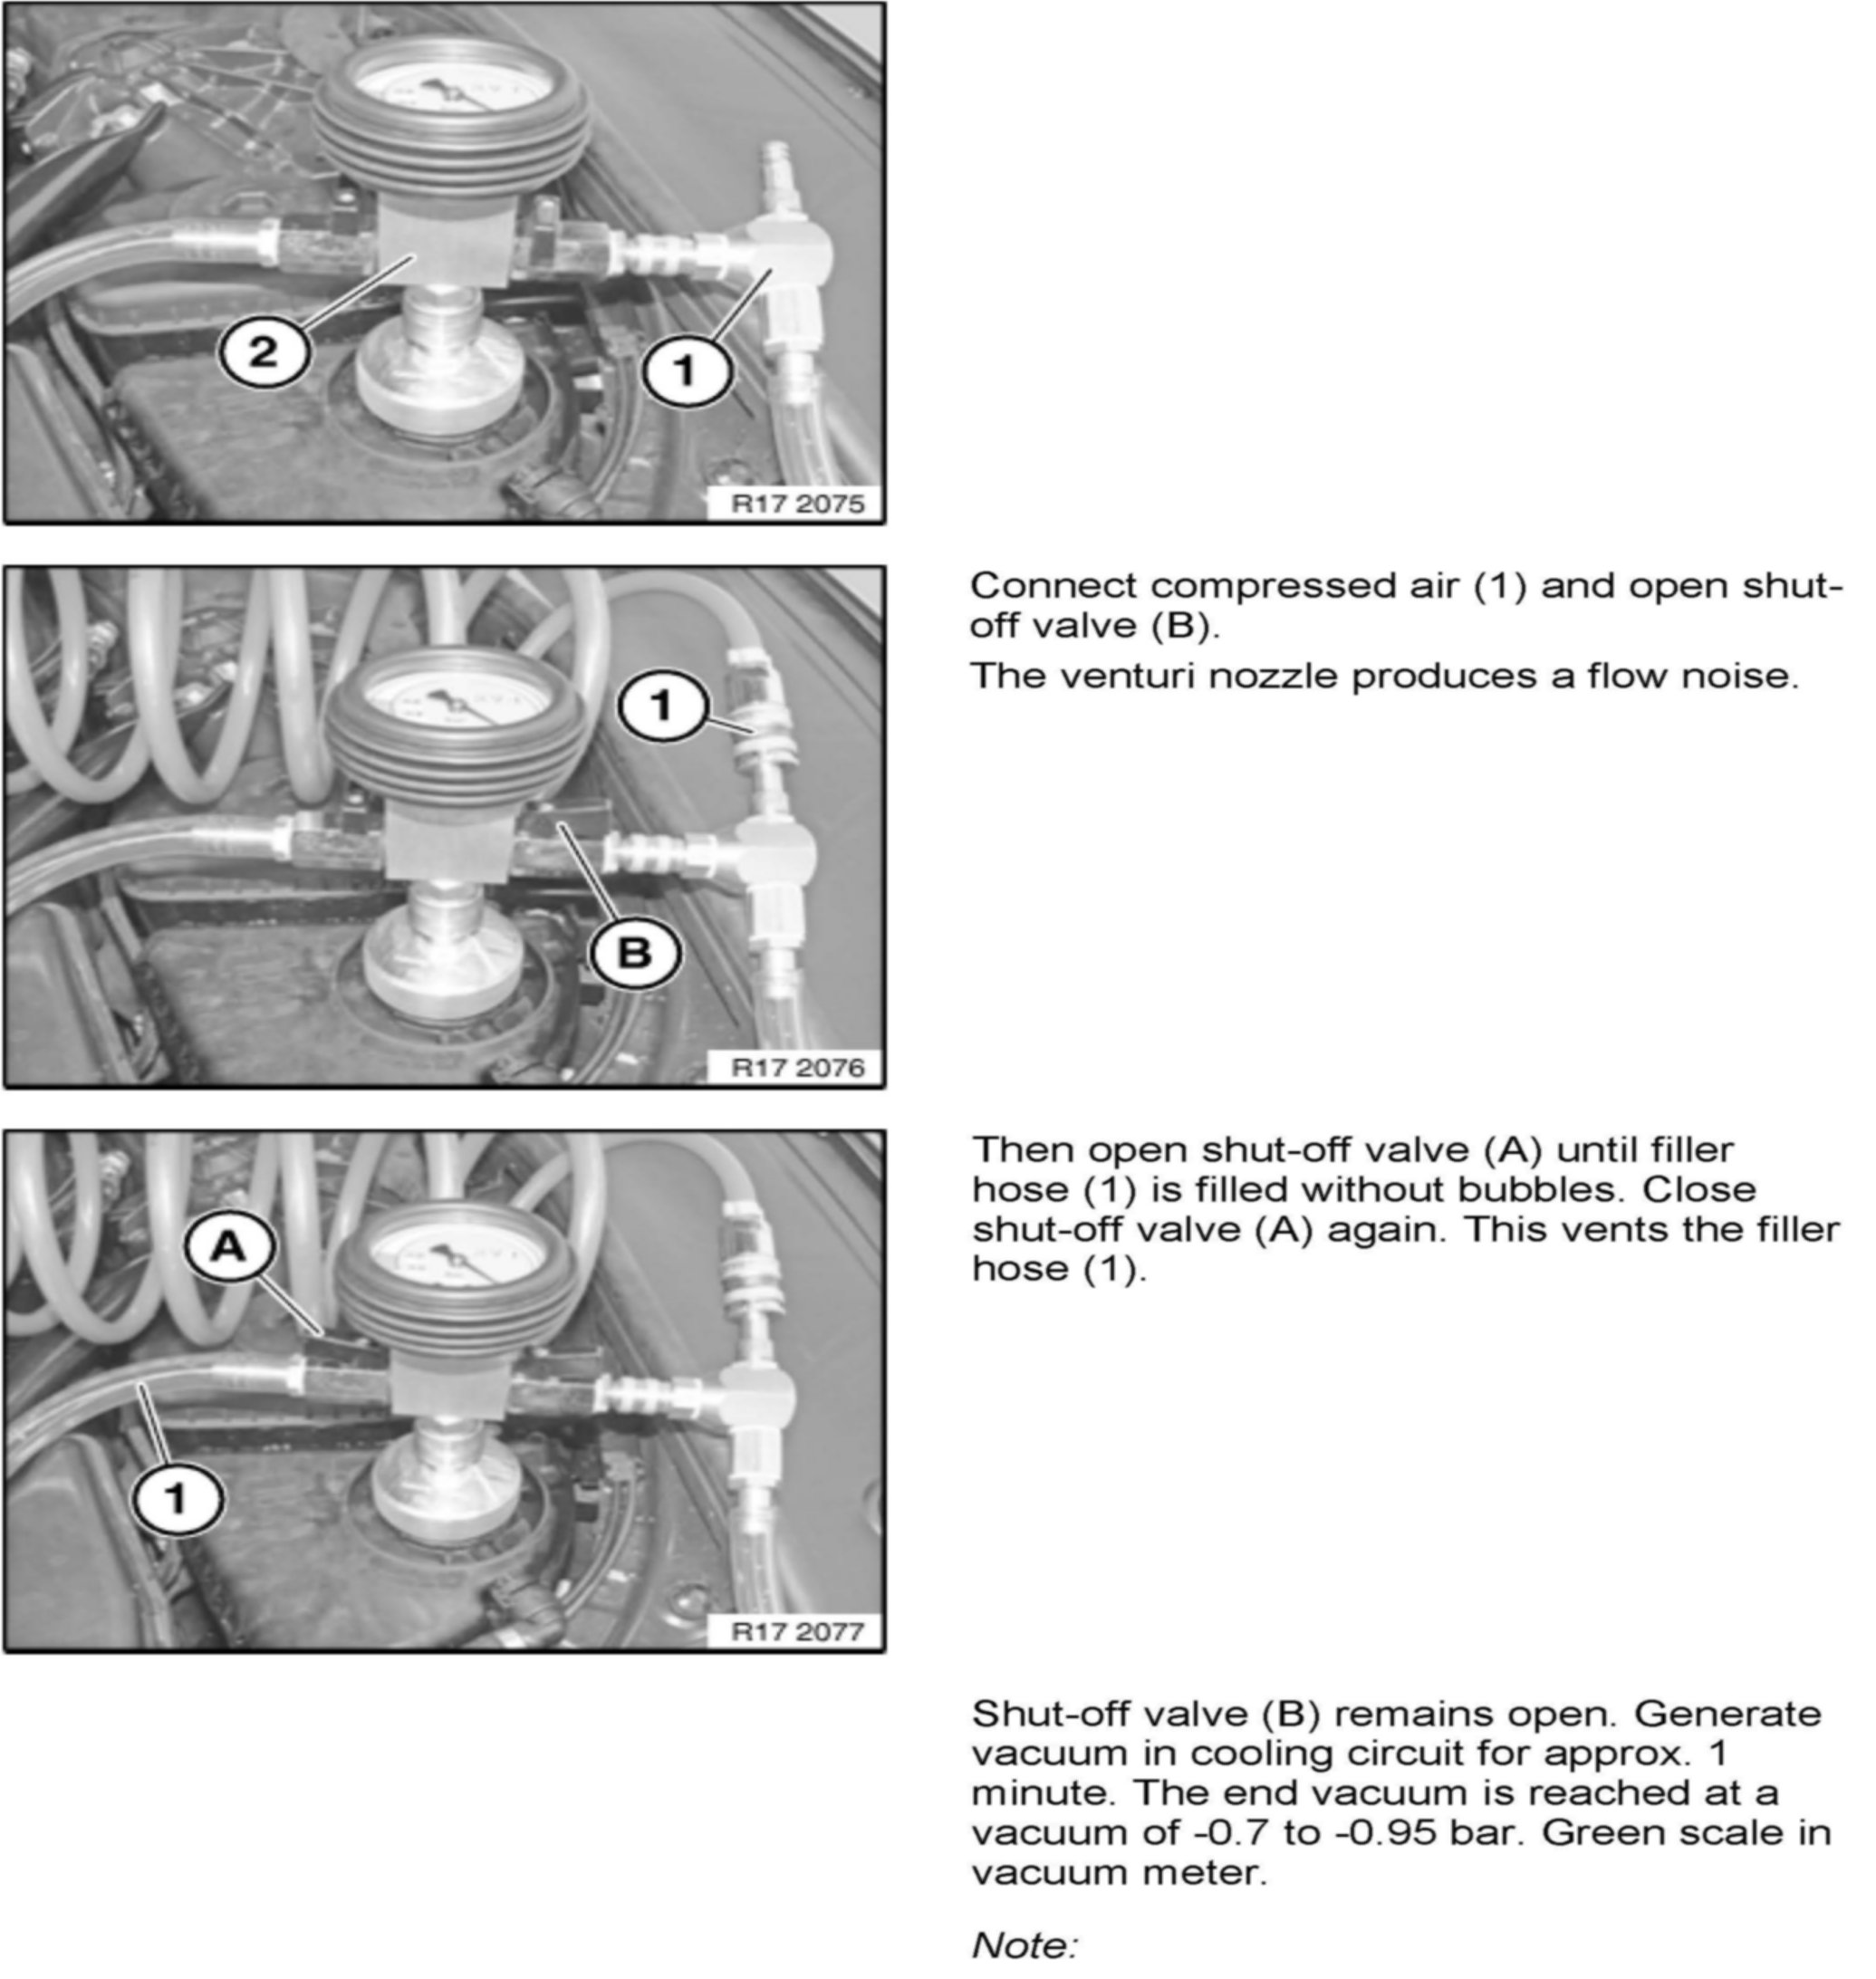 2
1
R17 2075
Connect compressed air (1) and open shut-
off valve (B).
The venturi nozzle produces a flow noise.
1
B
R17 2076
Then open shut-off valve (A) until filler
hose (1) is filled without bubbles. Close
shut-off valve (A) again. This vents the filler
hose (1).
A
1
R17 2077
Shut-off valve (B) remains open. Generate
vacuum in cooling circuit for approx. 1
minute. The end vacuum is reached at a
vacuum of -0.7 to -0.95 bar. Green scale in
vacuum meter.
Note: